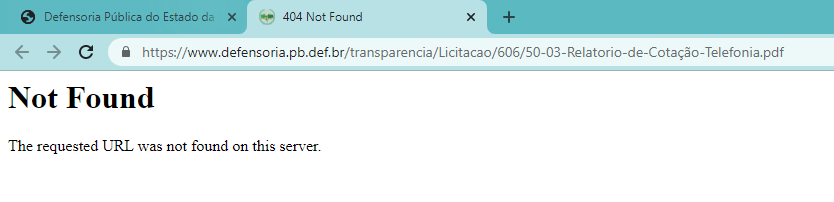 Defensoria Pública do Estado da
404 Not Found
https://www.defensoria.pb.def.br/transparencia/Licitacao/606/50-03-Relatorio-de-Cotação-Telefonia.pdf
Not Found
The requested URL was not found on this server.